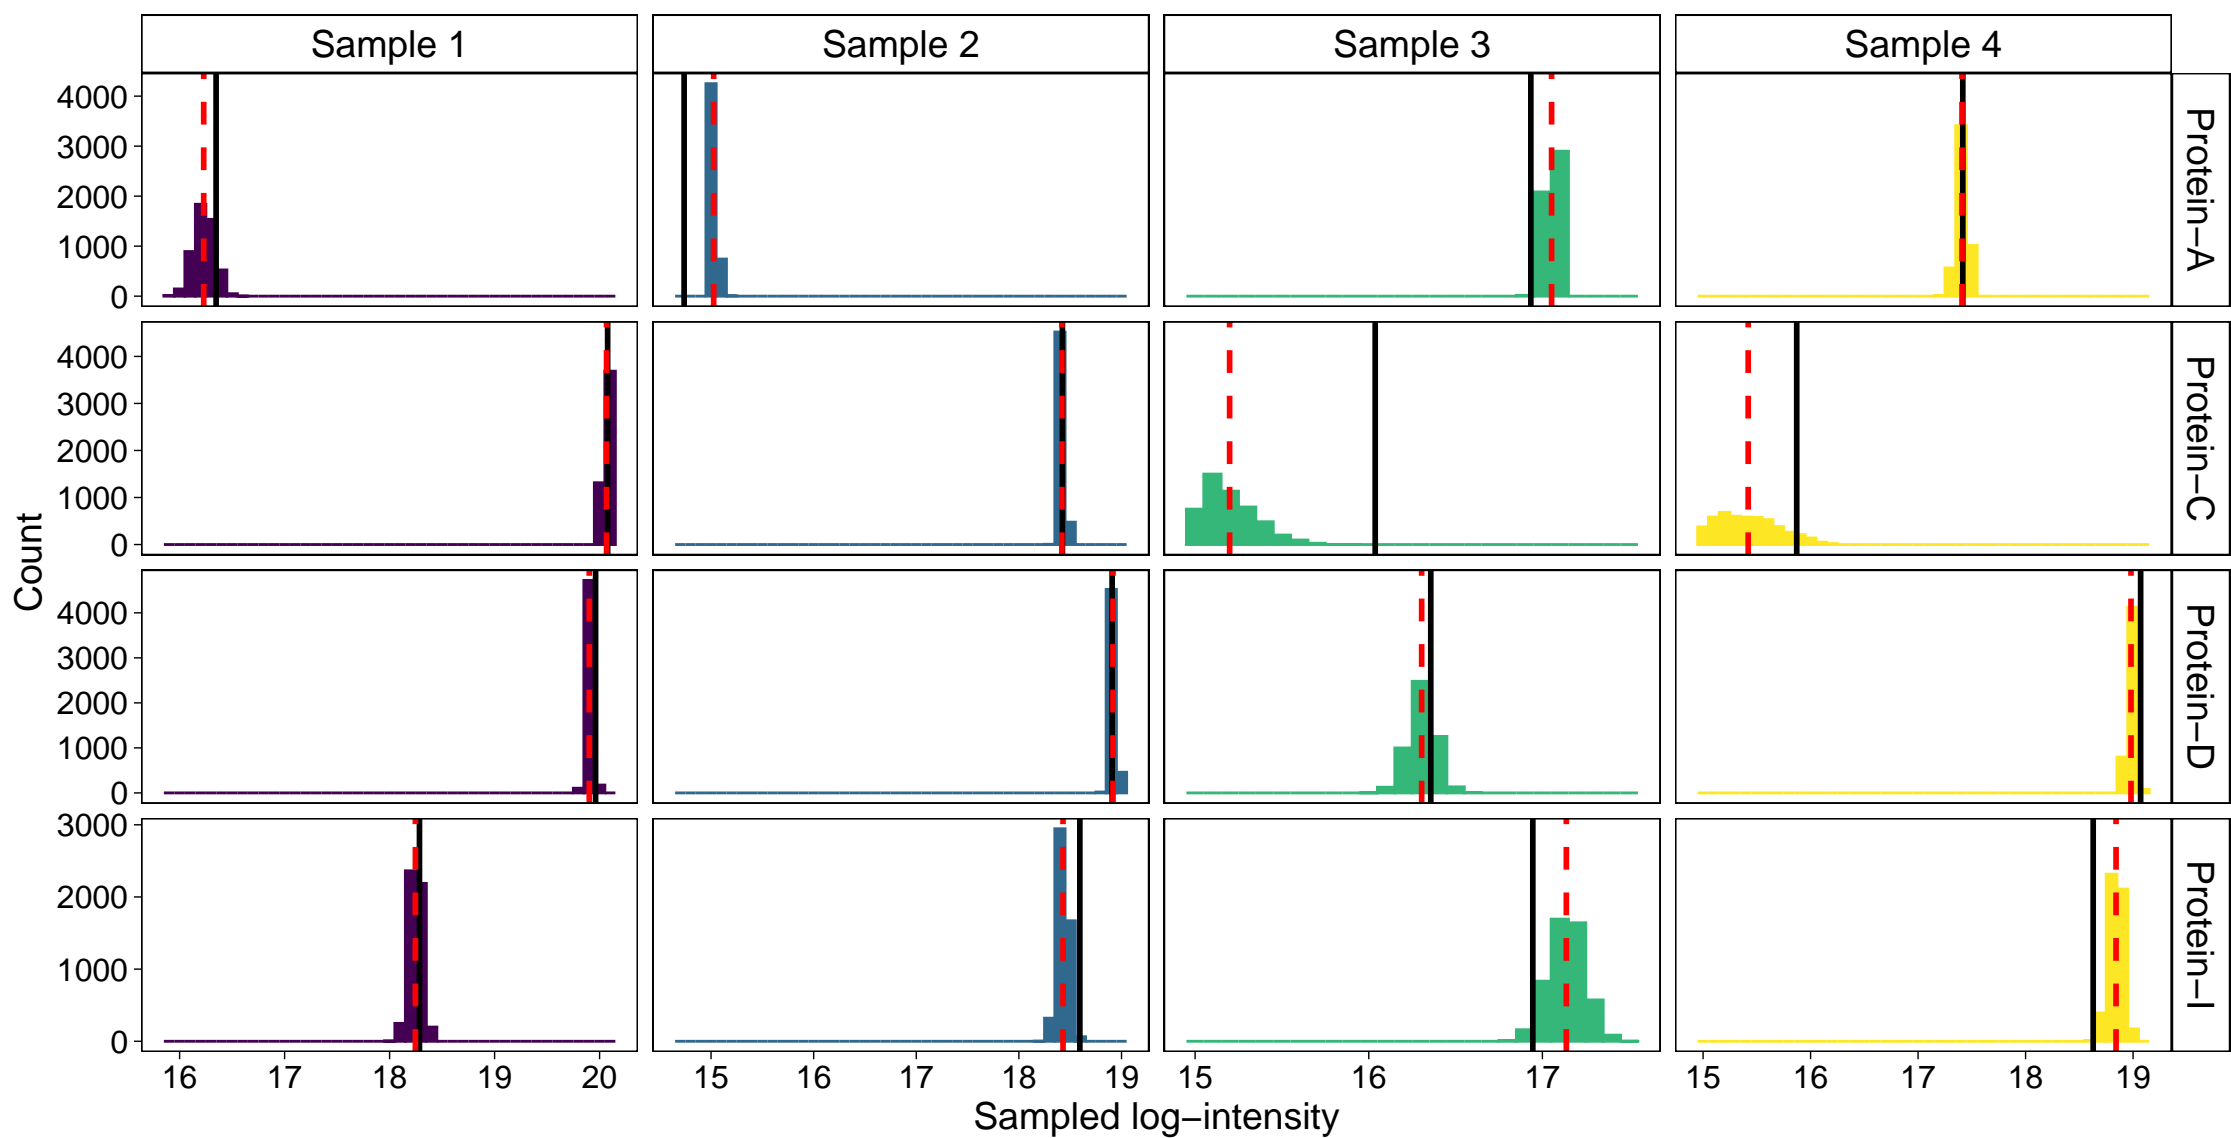 Sample 1
Sample 2
Sample 3
Sample 4
4000
3000
2000
1000
0
Protein–A
4000
3000
2000
1000
0
Protein–C
Count
4000
3000
2000
1000
0
Protein–D
3000
2000
1000
0
Protein–I
16 17 18 19 20
15 16 17 18 19
15 16 17
15 16 17 18 19
Sampled log–intensity